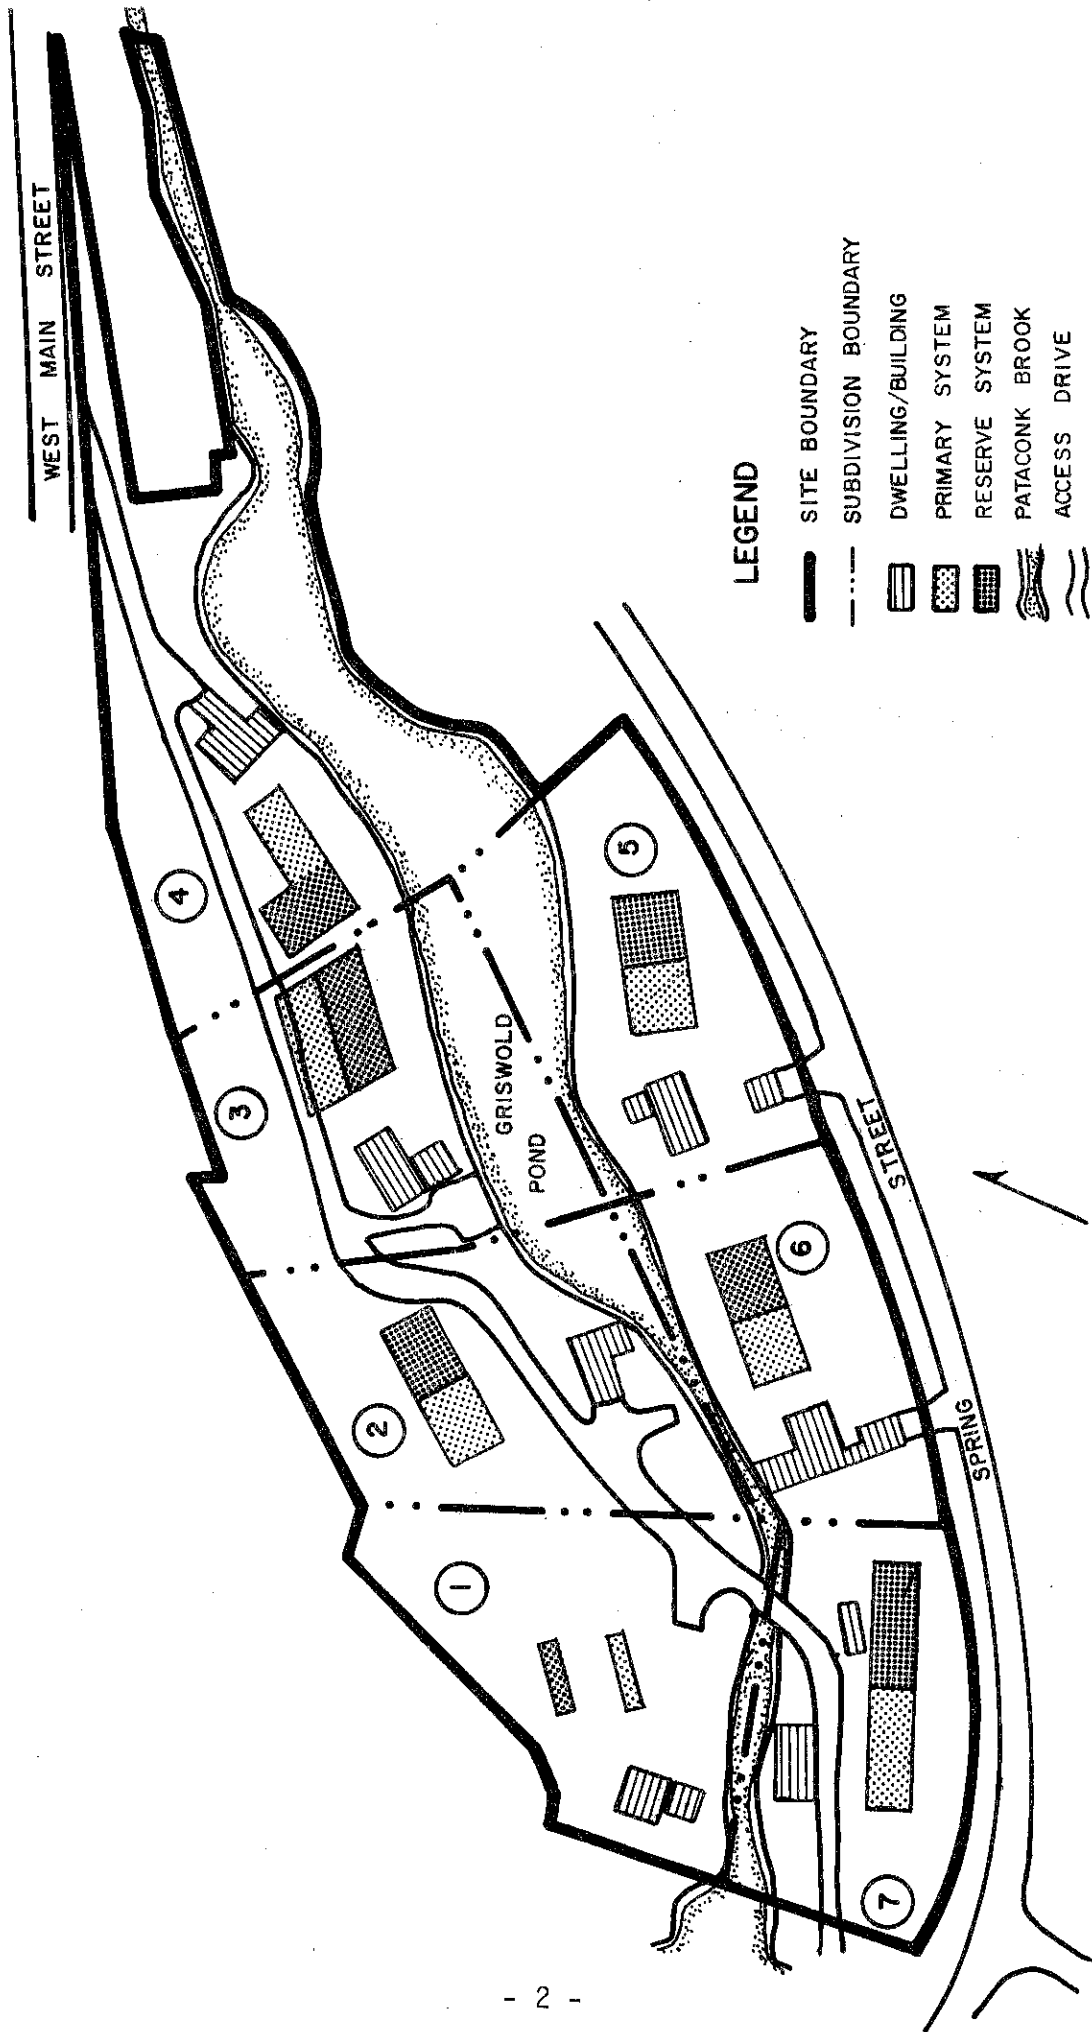 WEST MAIN STREET
4
3
2
1
5
6
7
GRISWOLD
POND
SPRING STREET
LEGEND
SITE BOUNDARY
SUBDIVISION BOUNDARY
DWELLING/BUILDING
PRIMARY SYSTEM
RESERVE SYSTEM
PATACONK BROOK
ACCESS DRIVE
- 2 -